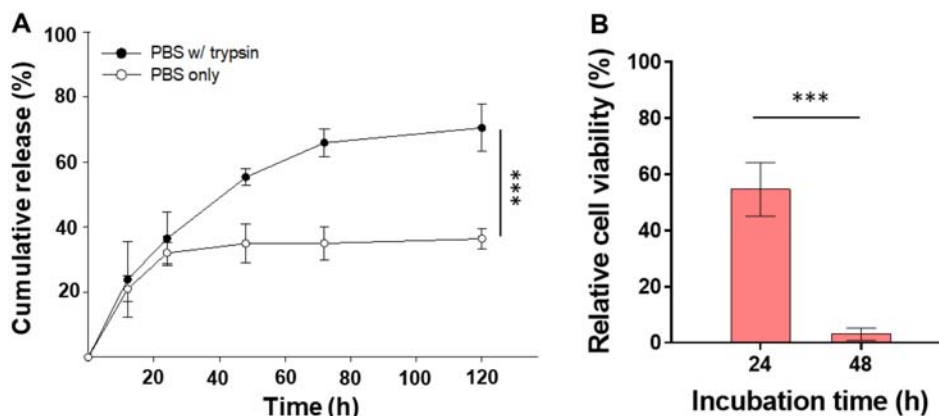 A
Cumulative release (%)
100
80
60
40
20
PBS w/ trypsin
PBS only
***
20 40 60 80 100 120
Time (h)
B
Relative cell viability (%)
100
80
60
40
20
0
***
24 48
Incubation time (h)